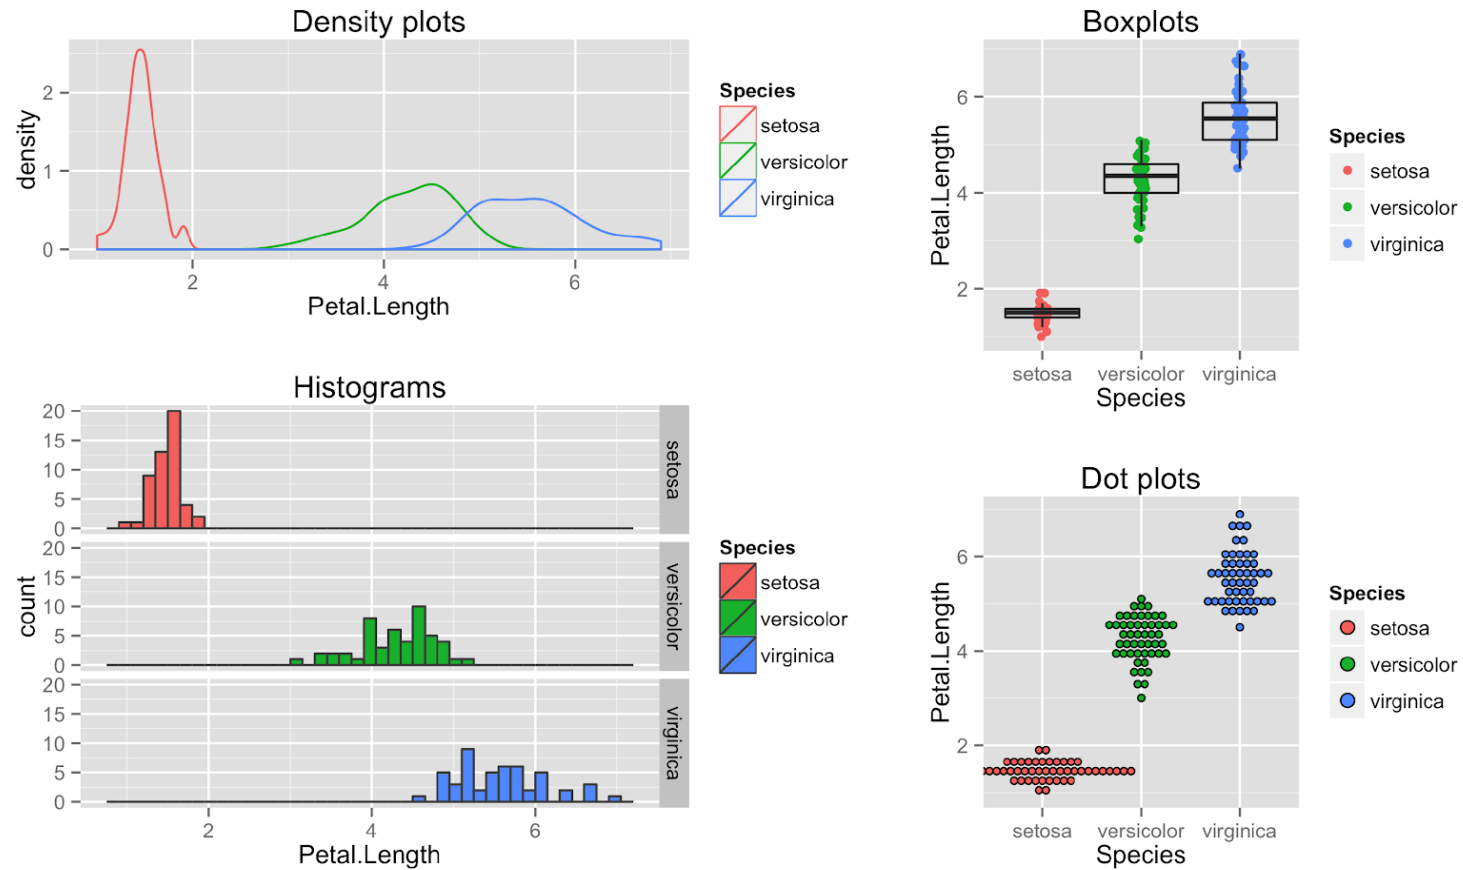 Density plots
density
2
1
0
2 4 6
Petal.Length
Species
setosa
versicolor
virginica
Boxplots
Petal.Length
6
4
2
setosa versicolor virginica
Species
Species
setosa
versicolor
virginica
Histograms
count
20
15
10
5
0
setosa
20
15
10
5
0
versicolor
20
15
10
5
0
virginica
2 4 6
Petal.Length
Species
setosa
versicolor
virginica
Dot plots
Petal.Length
6
4
2
setosa versicolor virginica
Species
Species
setosa
versicolor
virginica